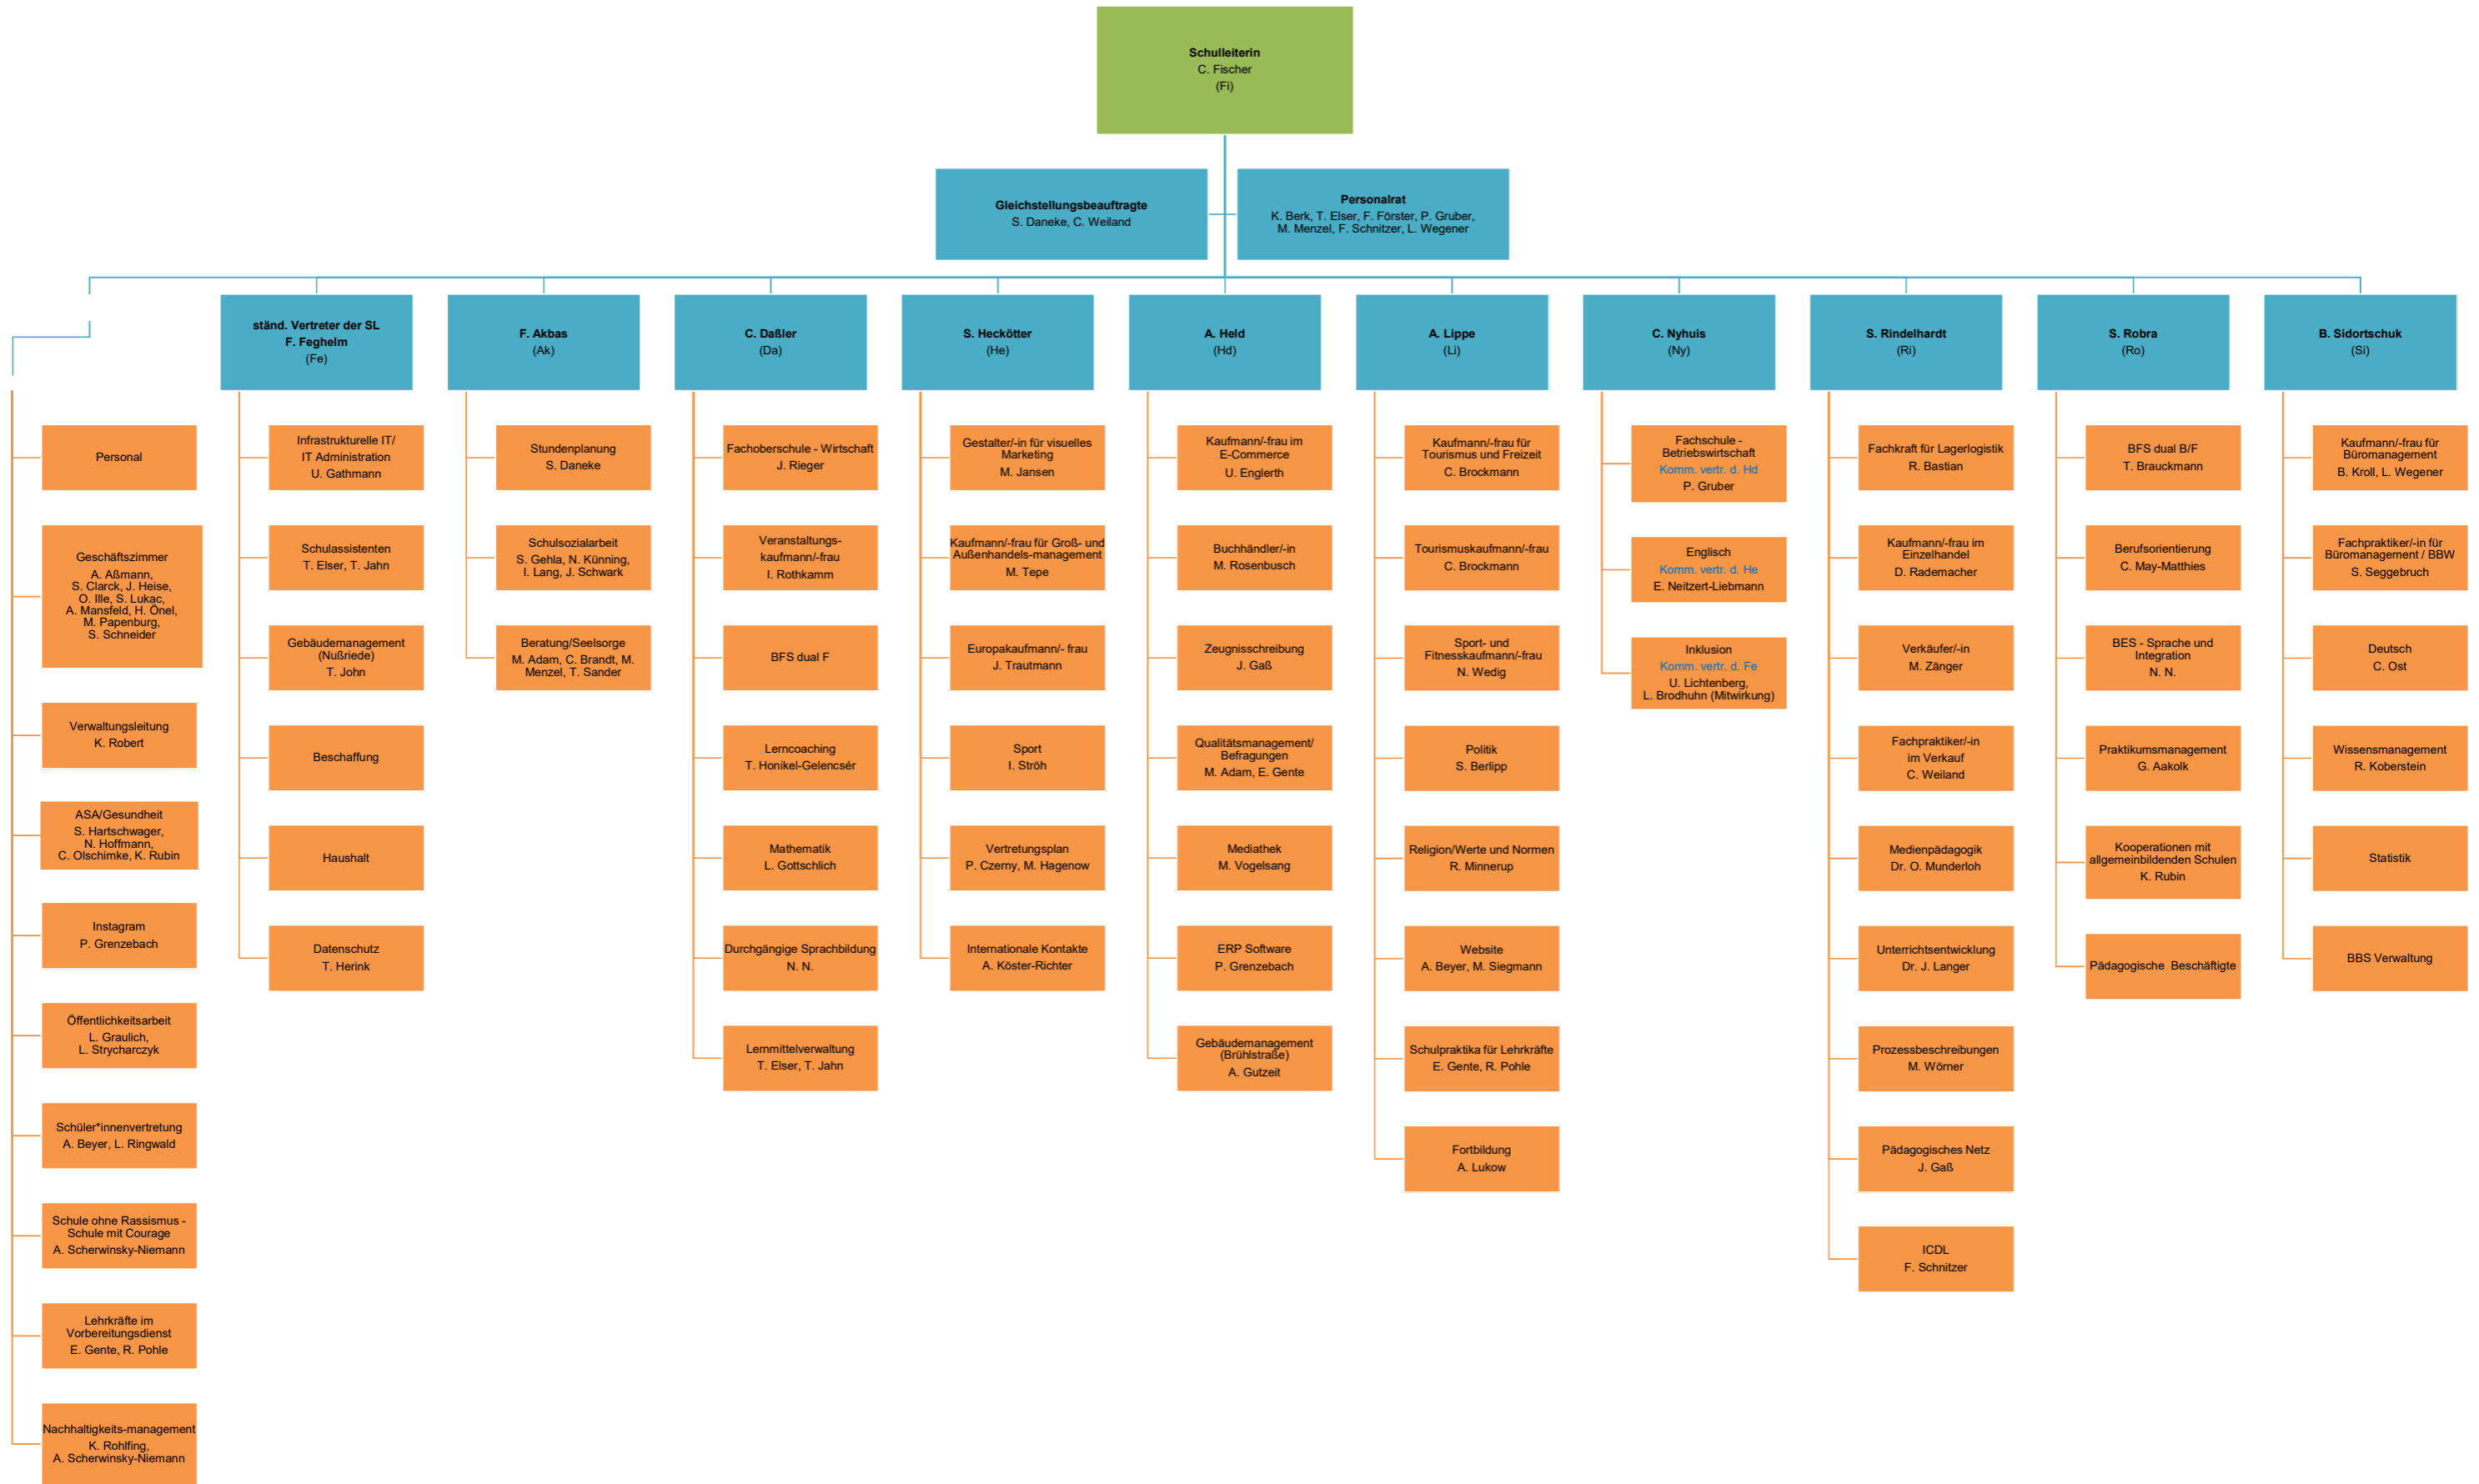 Schulleiterin
C. Fischer
(Fi)
Gleichstellungsbeauftragte
S. Daneke, C. Weiland
Personalrat
K. Berk, T. Elser, F. Förster, P. Gruber,
M. Menzel, F. Schnitzer, L. Wegener
Personal
Geschäftszimmer
A. Aßmann,
S. Clarck, J. Heise,
O. Ille, S. Lukac,
A. Mansfeld, H. Önel,
M. Papenburg,
S. Schneider
Verwaltungsleitung
K. Robert
ASA/Gesundheit
S. Hartschwager,
N. Hoffmann,
C. Olschimke, K. Rubin
Instagram
P. Grenzebach
Öffentlichkeitsarbeit
L. Graulich,
L. Strycharczyk
Schüler*innenvertretung
A. Beyer, L. Ringwald
Schule ohne Rassismus -
Schule mit Courage
A. Scherwinsky-Niemann
Lehrkräfte im
Vorbereitungsdienst
E. Gente, R. Pohle
Nachhaltigkeits-management
K. Rohlfing,
A. Scherwinsky-Niemann
ständ. Vertreter der SL
F. Feghelm
(Fe)
Infrastrukturelle IT/
IT Administration
U. Gathmann
Schulassistenten
T. Elser, T. Jahn
Gebäudemanagement
(Nußriede)
T. John
Beschaffung
Haushalt
Datenschutz
T. Herink
F. Akbas
(Ak)
Stundenplanung
S. Daneke
Schulsozialarbeit
S. Gehla, N. Künning,
I. Lang, J. Schwark
Beratung/Seelsorge
M. Adam, C. Brandt, M.
Menzel, T. Sander
C. Daßler
(Da)
Fachoberschule - Wirtschaft
J. Rieger
Veranstaltungs-
kaufmann/-frau
I. Rothkamm
BFS dual F
Lerncoaching
T. Honikel-Gelencsér
Mathematik
L. Gottschlich
Durchgängige Sprachbildung
N. N.
Lernmittelverwaltung
T. Elser, T. Jahn
S. Heckötter
(He)
Gestalter/-in für visuelles
Marketing
M. Jansen
Kaufmann/-frau für Groß- und
Außenhandels-management
M. Tepe
Europakaufmann/- frau
J. Trautmann
Sport
I. Ströh
Vertretungsplan
P. Czerny, M. Hagenow
Internationale Kontakte
A. Köster-Richter
A. Held
(Hd)
Kaufmann/-frau im
E-Commerce
U. Englerth
Buchhändler/-in
M. Rosenbusch
Zeugnisschreibung
J. Gaß
Qualitätsmanagement/
Befragungen
M. Adam, E. Gente
Mediathek
M. Vogelsang
ERP Software
P. Grenzebach
Gebäudemanagement
(Brühlstraße)
A. Gutzeit
A. Lippe
(Li)
Kaufmann/-frau für
Tourismus und Freizeit
C. Brockmann
Tourismuskaufmann/-frau
C. Brockmann
Sport- und
Fitnesskaufmann/-frau
N. Wedig
Politik
S. Berlipp
Religion/Werte und Normen
R. Minnerup
Website
A. Beyer, M. Siegmann
Schulpraktika für Lehrkräfte
E. Gente, R. Pohle
Fortbildung
A. Lukow
C. Nyhuis
(Ny)
Fachschule -
Betriebswirtschaft
Komm. vertr. d. Hd
P. Gruber
Englisch
Komm. vertr. d. He
E. Neitzert-Liebmann
Inklusion
Komm. vertr. d. Fe
U. Lichtenberg,
L. Brodhuhn (Mitwirkung)
S. Rindelhardt
(Ri)
Fachkraft für Lagerlogistik
R. Bastian
Kaufmann/-frau im
Einzelhandel
D. Rademacher
Verkäufer/-in
M. Zänger
Fachpraktiker/-in
im Verkauf
C. Weiland
Medienpädagogik
Dr. O. Munderloh
Unterrichtsentwicklung
Dr. J. Langer
Prozessbeschreibungen
M. Wörner
Pädagogisches Netz
J. Gaß
ICDL
F. Schnitzer
S. Robra
(Ro)
BFS dual B/F
T. Brauckmann
Berufsorientierung
C. May-Matthies
BES - Sprache und
Integration
N. N.
Praktikumsmanagement
G. Aakolk
Kooperationen mit
allgemeinbildenden Schulen
K. Rubin
Pädagogische Beschäftigte
B. Sidortschuk
(Si)
Kaufmann/-frau für
Büromanagement
B. Kroll, L. Wegener
Fachpraktiker/-in für
Büromanagement / BBW
S. Seggebruch
Deutsch
C. Ost
Wissensmanagement
R. Koberstein
Statistik
BBS Verwaltung